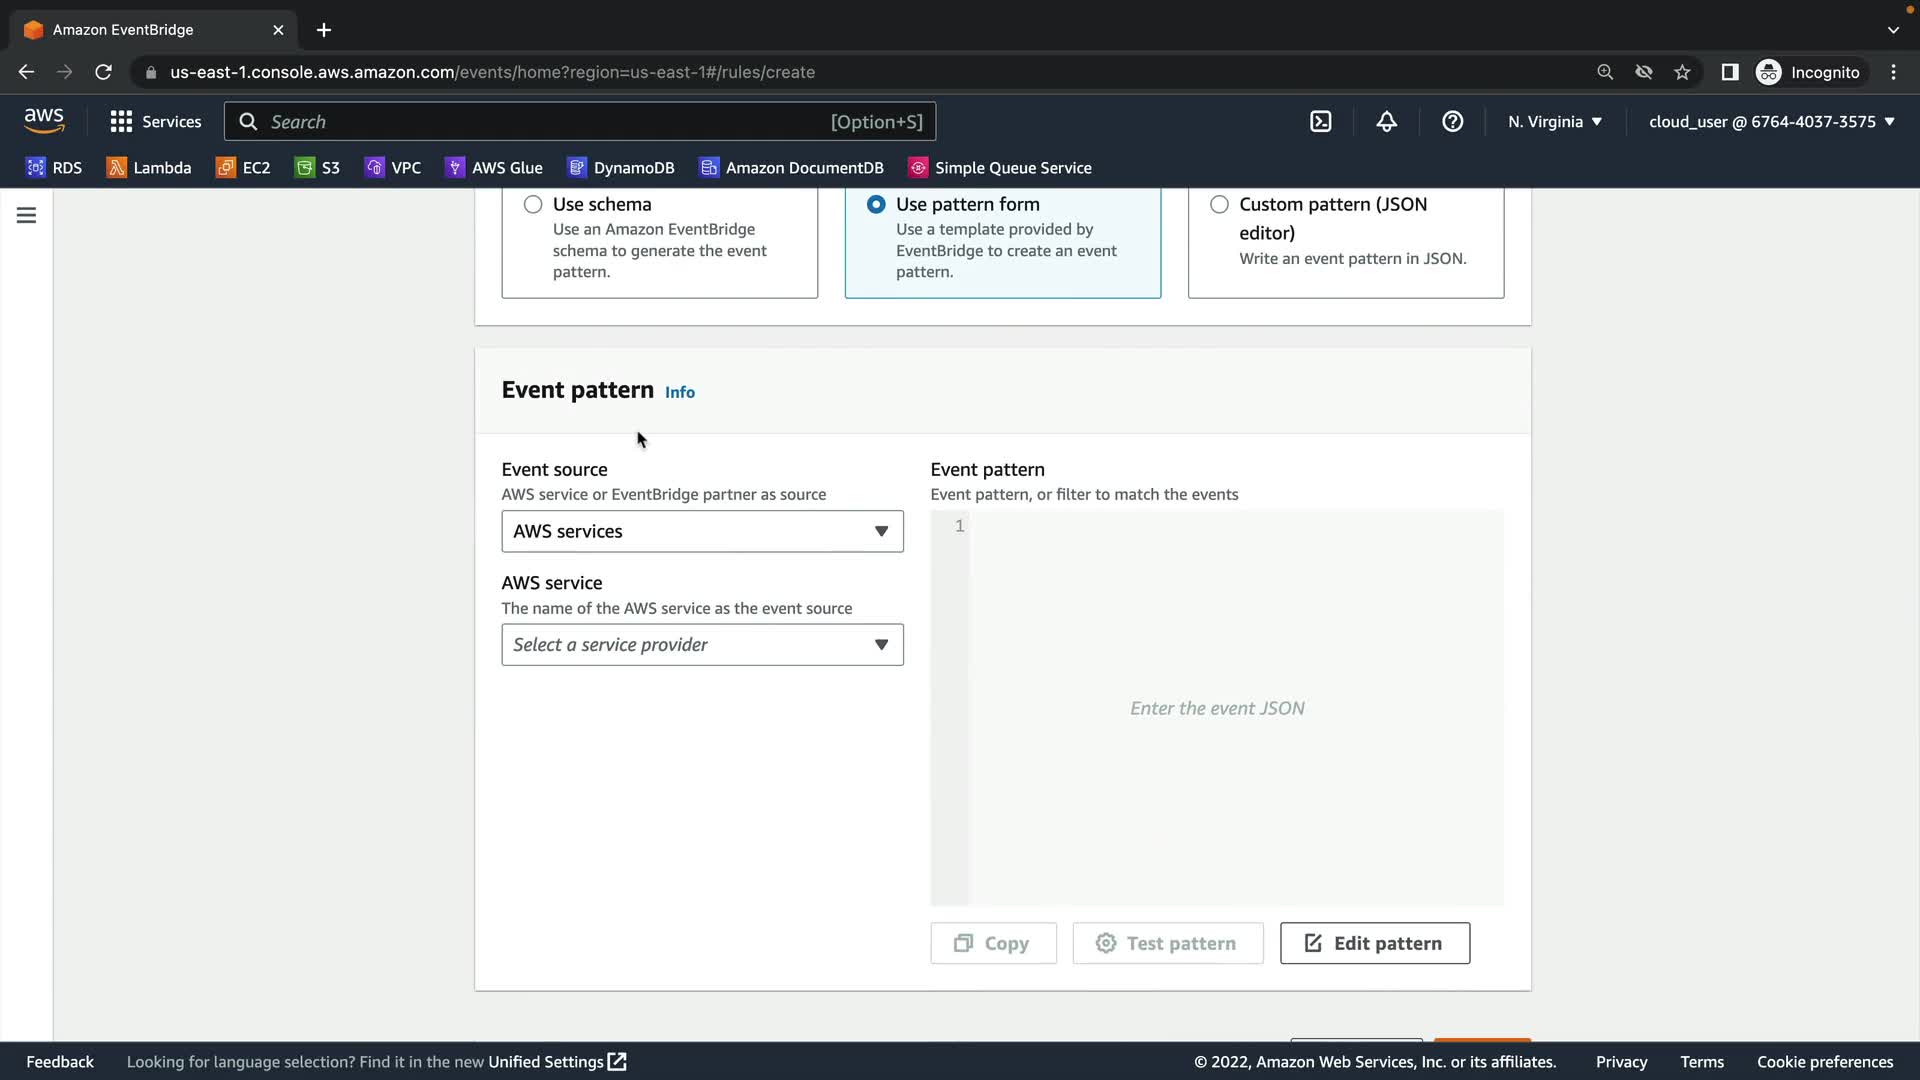 Amazon EventBridge
us-east-1.console.aws.amazon.com/events/home?region=us-east-1#/rules/create
Incognito
aws
Services
Search
[Option+S]
N. Virginia
cloud_user @ 6764-4037-3575
RDS
Lambda
EC2
S3
VPC
AWS Glue
DynamoDB
Amazon DocumentDB
Simple Queue Service
Use schema
Use an Amazon EventBridge
schema to generate the event
pattern.
Use pattern form
Use a template provided by
EventBridge to create an event
pattern.
Custom pattern (JSON
editor)
Write an event pattern in JSON.
Event pattern Info
Event source
AWS service or EventBridge partner as source
AWS services
AWS service
The name of the AWS service as the event source
Select a service provider
Event pattern
Event pattern, or filter to match the events
1
Enter the event JSON
Copy
Test pattern
Edit pattern
Feedback
Looking for language selection? Find it in the new Unified Settings
© 2022, Amazon Web Services, Inc. or its affiliates.
Privacy
Terms
Cookie preferences